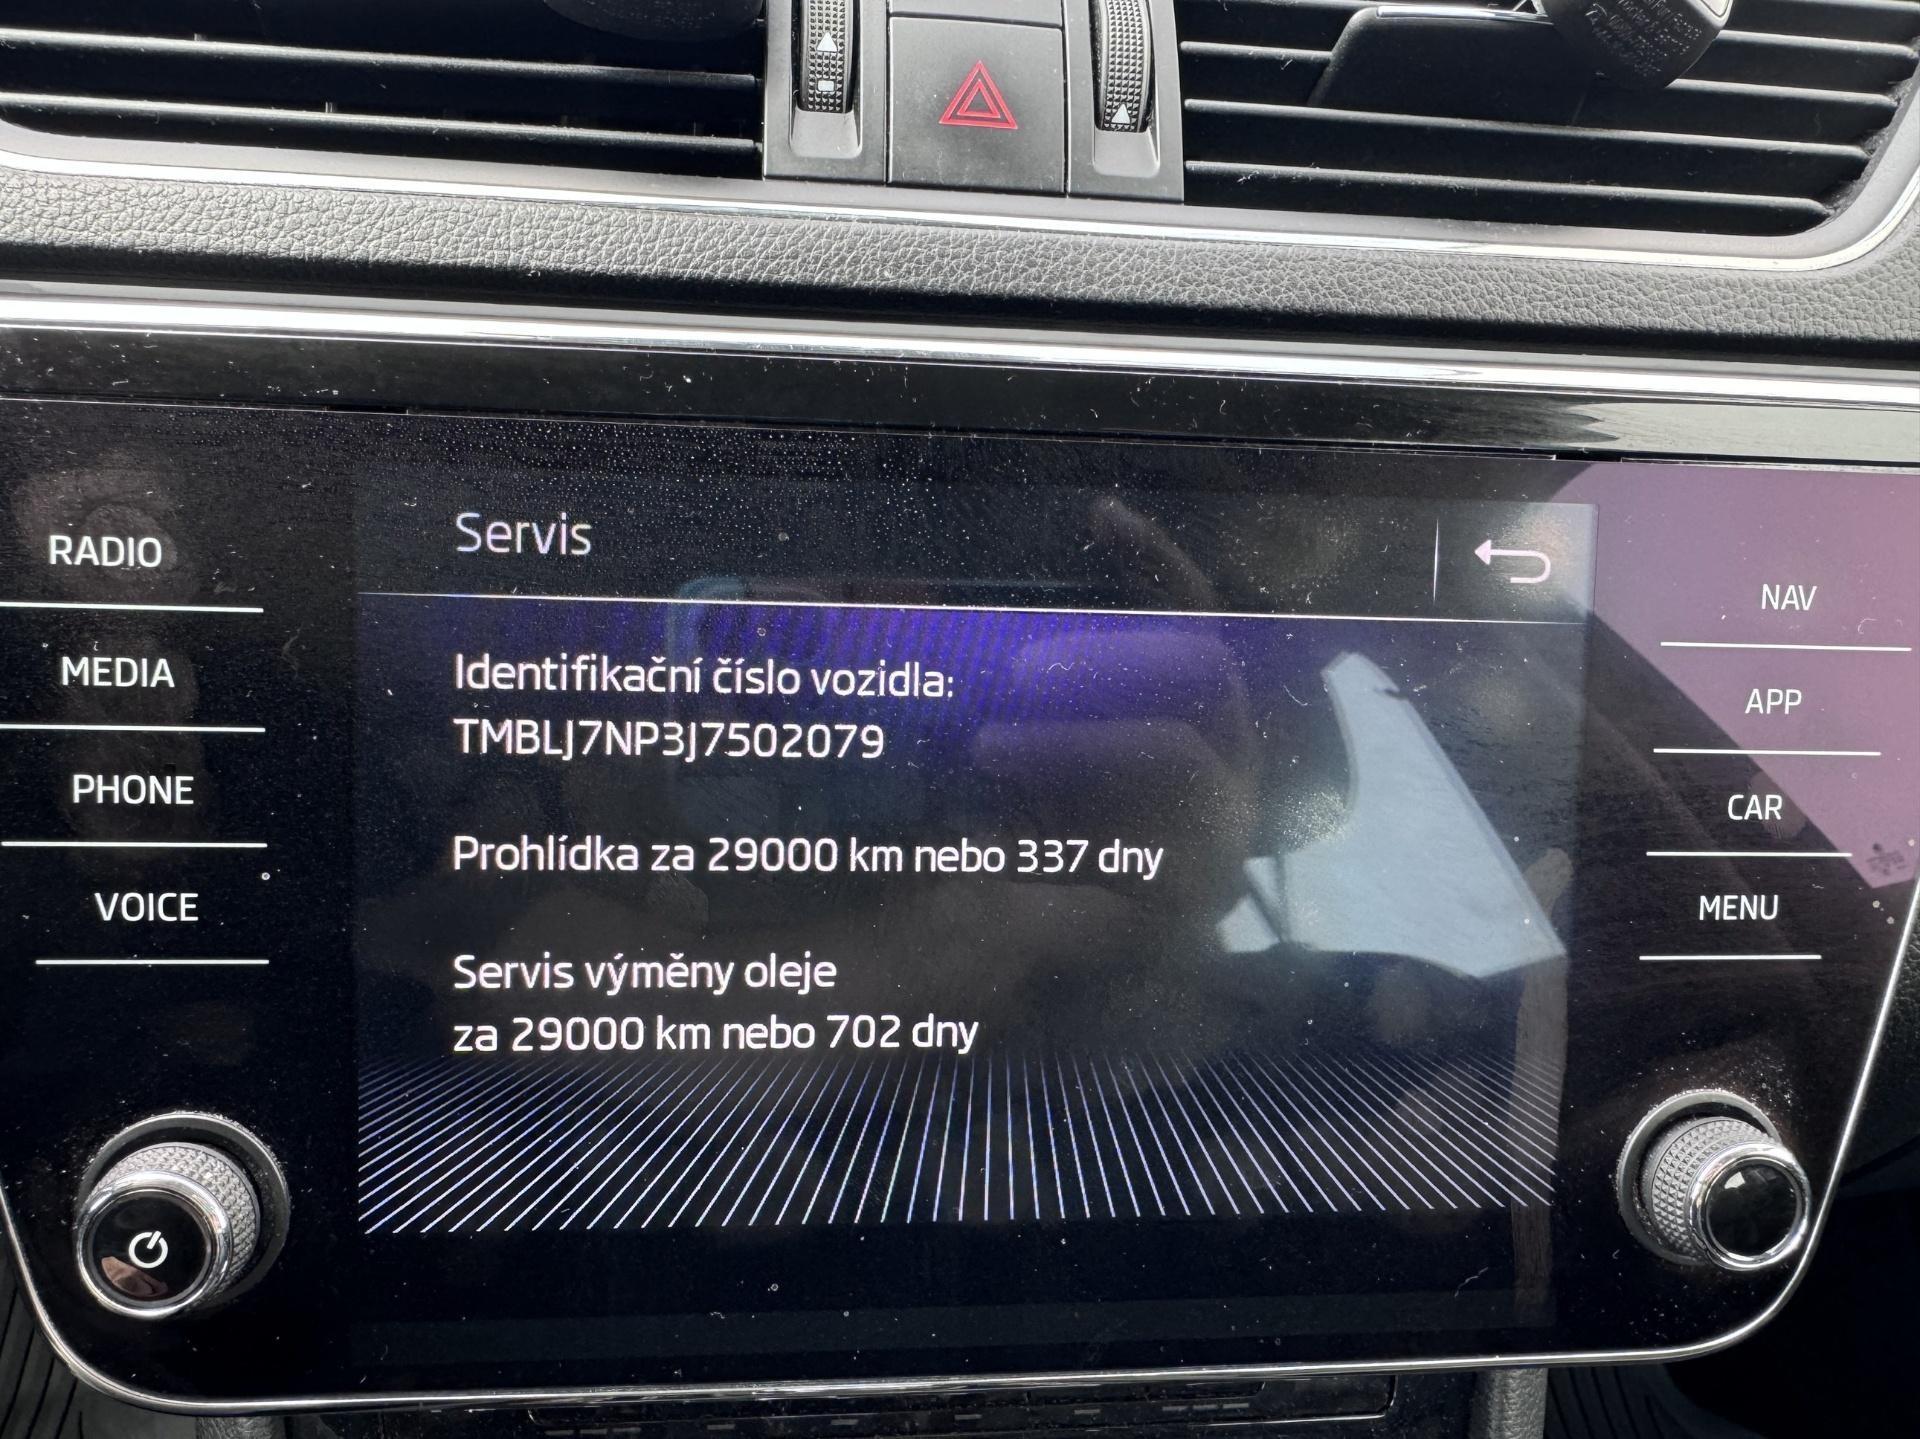 Servis
RADIO
MEDIA
PHONE
VOICE
Identifikační číslo vozidla:
TMBLJ7NP3J7502079
Prohlídka za 29000 km nebo 337 dny
Servis výměny oleje
za 29000 km nebo 702 dny
NAV
APP
CAR
MENU